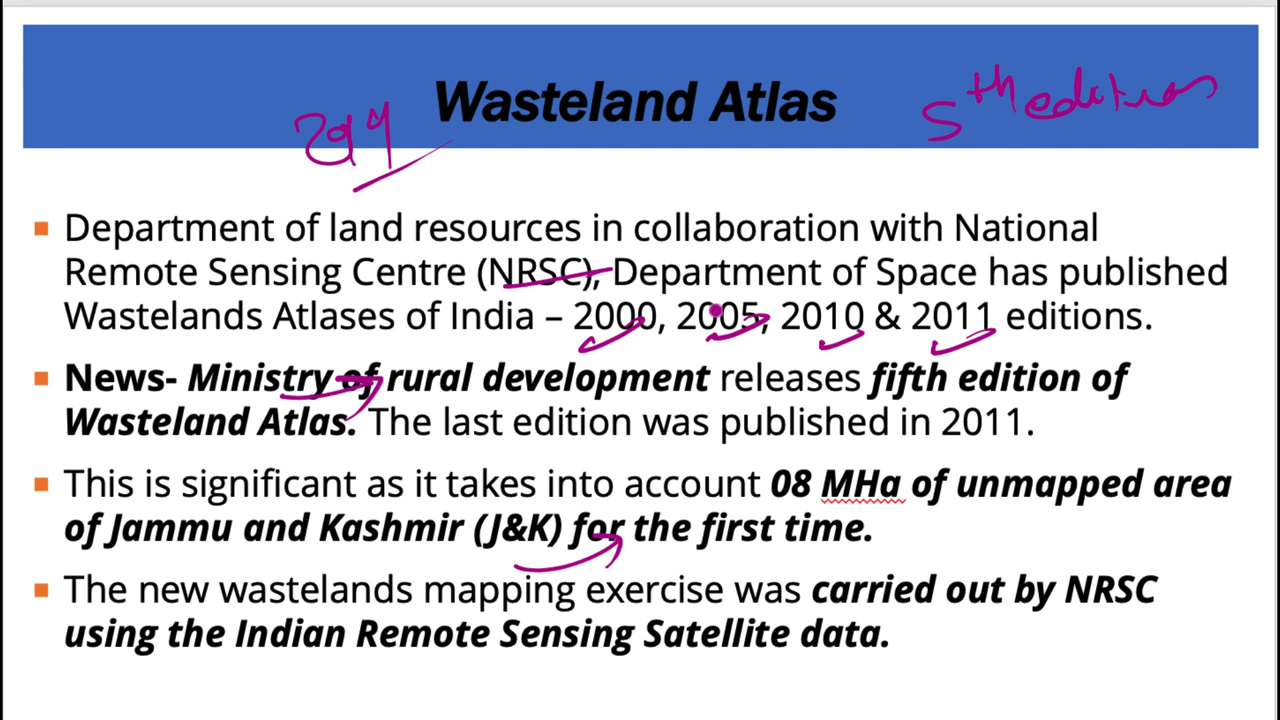 Wasteland Atlas
2019
5th edition
▪ Department of land resources in collaboration with National
Remote Sensing Centre (NRSC), Department of Space has published
Wastelands Atlases of India – 2000, 2005, 2010 & 2011 editions.
▪ News- Ministry of rural development releases fifth edition of
Wasteland Atlas. The last edition was published in 2011.
▪ This is significant as it takes into account 08 MHa of unmapped area
of Jammu and Kashmir (J&K) for the first time.
▪ The new wastelands mapping exercise was carried out by NRSC
using the Indian Remote Sensing Satellite data.